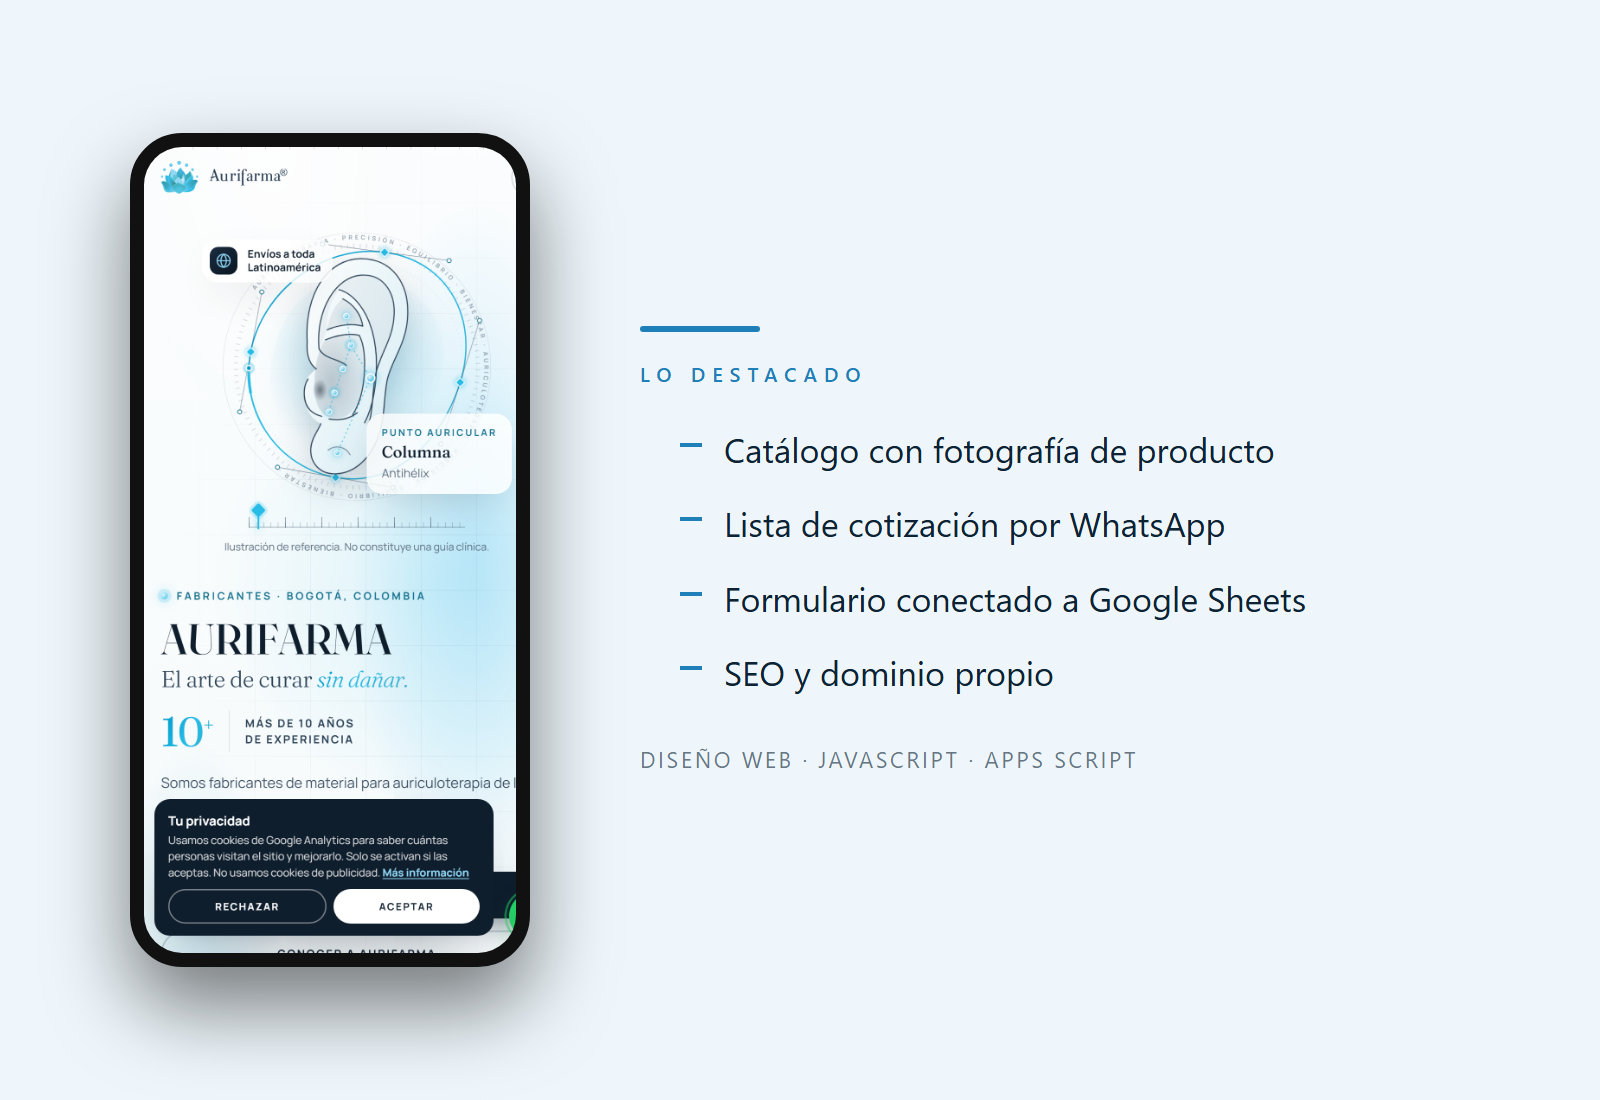 Aurifarma®
PRECISIÓN · EQUILIBRIO · BIENESTAR · AURICULOTE
Envíos a toda
Latinoamérica
PUNTO AURICULAR
Columna
Antihélix
Ilustración de referencia. No constituye una guía clínica.
FABRICANTES · BOGOTÁ, COLOMBIA
AURIFARMA
El arte de curar sin dañar.
10+
MÁS DE 10 AÑOS
DE EXPERIENCIA
Somos fabricantes de material para auriculoterapia de
Tu privacidad
Usamos cookies de Google Analytics para saber cuántas
personas visitan el sitio y mejorarlo. Solo se activan si las
aceptas. No usamos cookies de publicidad. Más información
RECHAZAR
ACEPTAR
CONOCER A AURIFARMA
LO DESTACADO
Catálogo con fotografía de producto
Lista de cotización por WhatsApp
Formulario conectado a Google Sheets
SEO y dominio propio
DISEÑO WEB · JAVASCRIPT · APPS SCRIPT